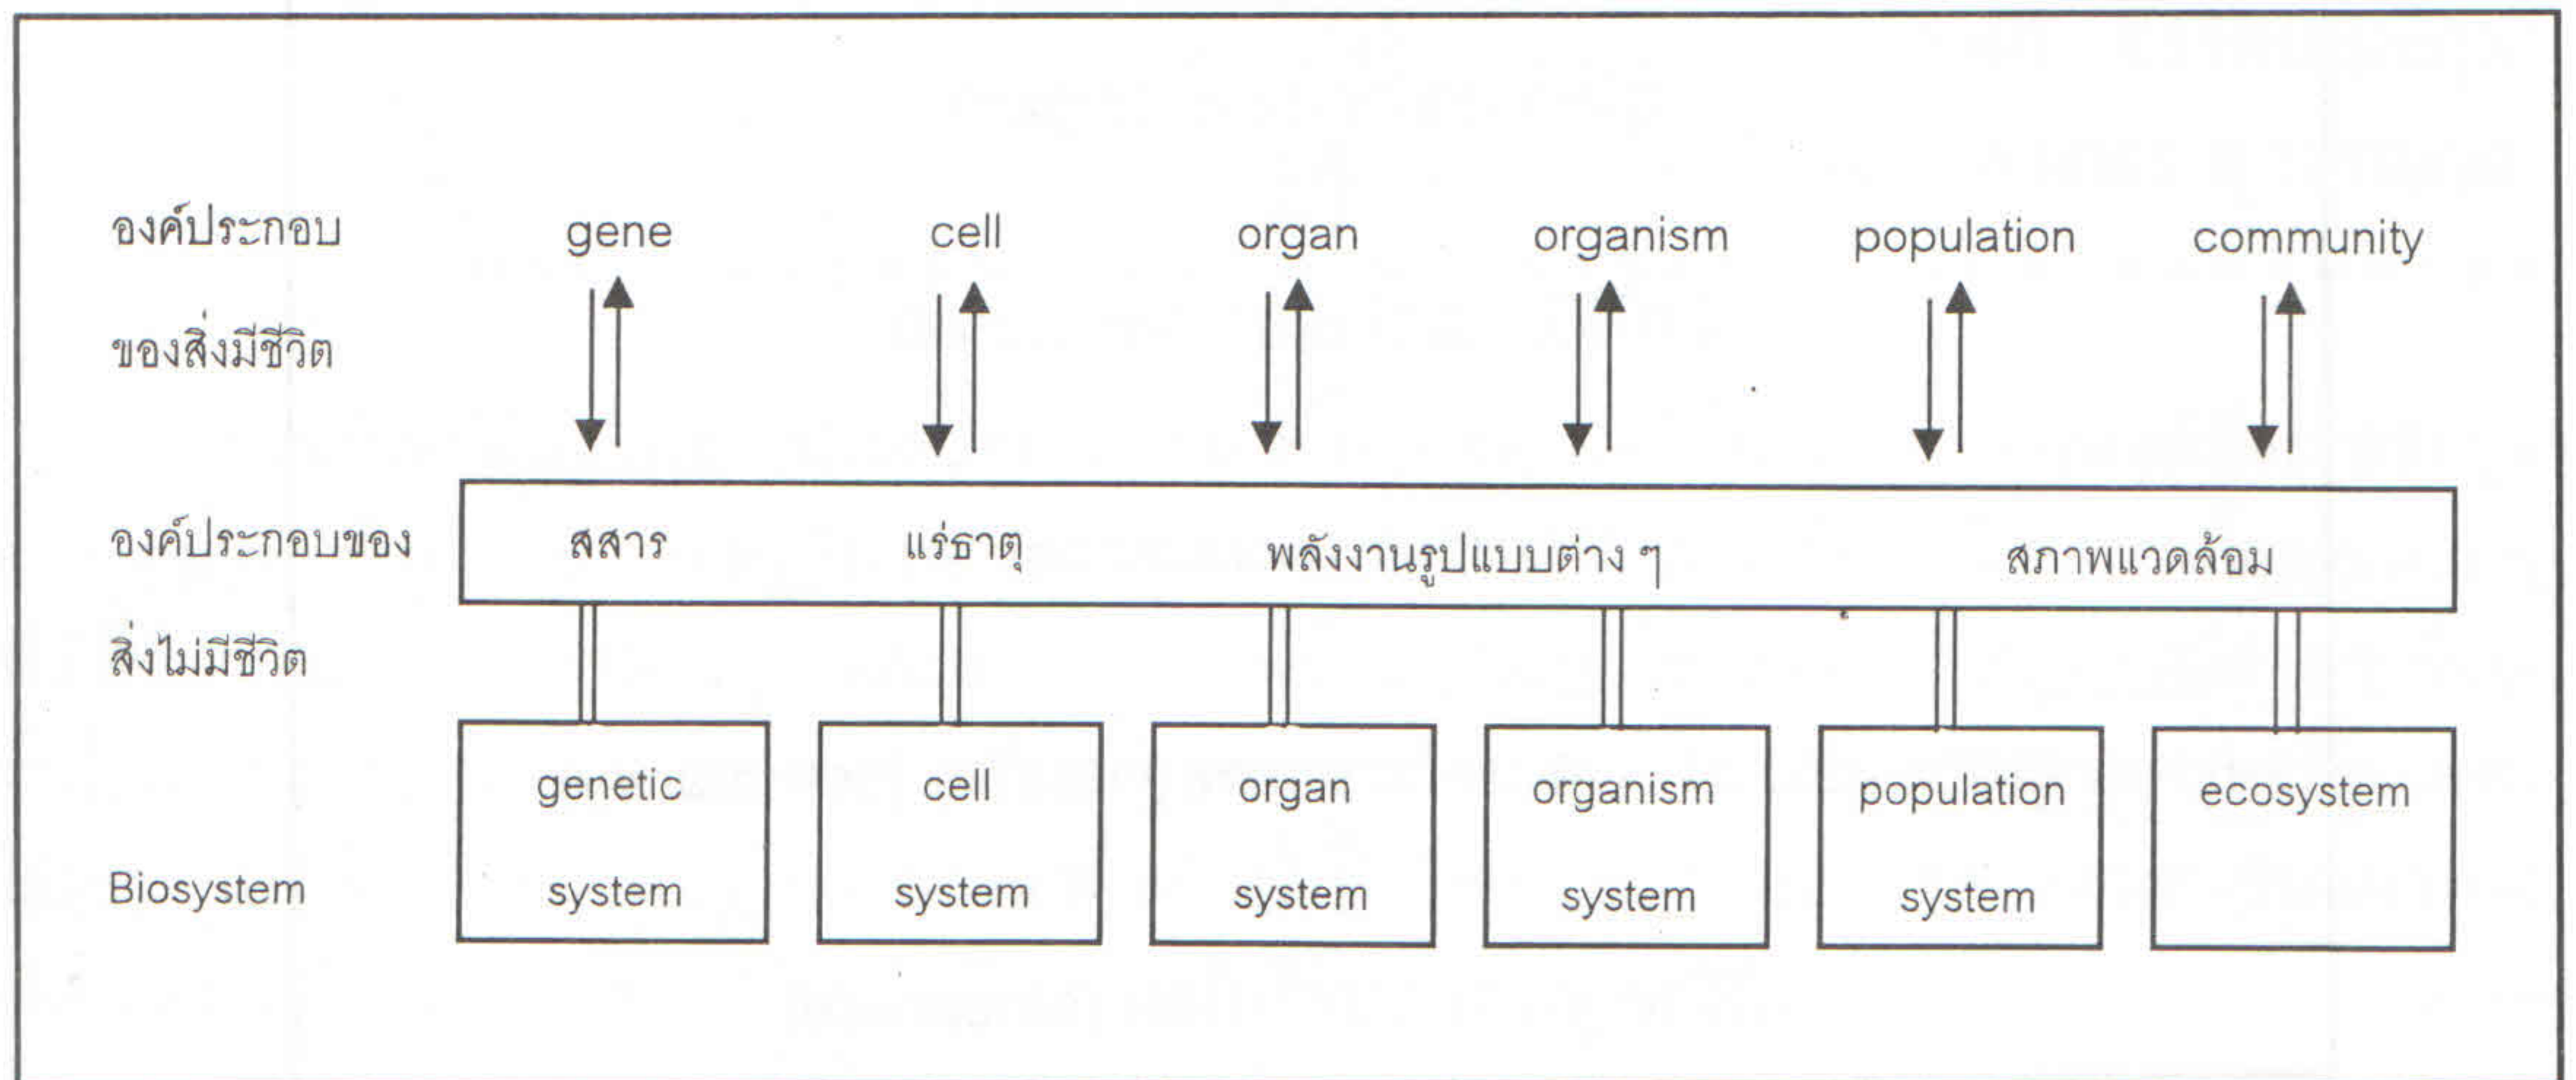 องค์ประกอบ gene cell organ organism population community
ของสิ่งมีชีวิต
องค์ประกอบของ สสาร แร่ธาตุ พลังงานรูปแบบต่าง ๆ สภาพแวดล้อม
สิ่งไม่มีชีวิต
genetic cell organ organism population ecosystem
Biosystem system system system system system